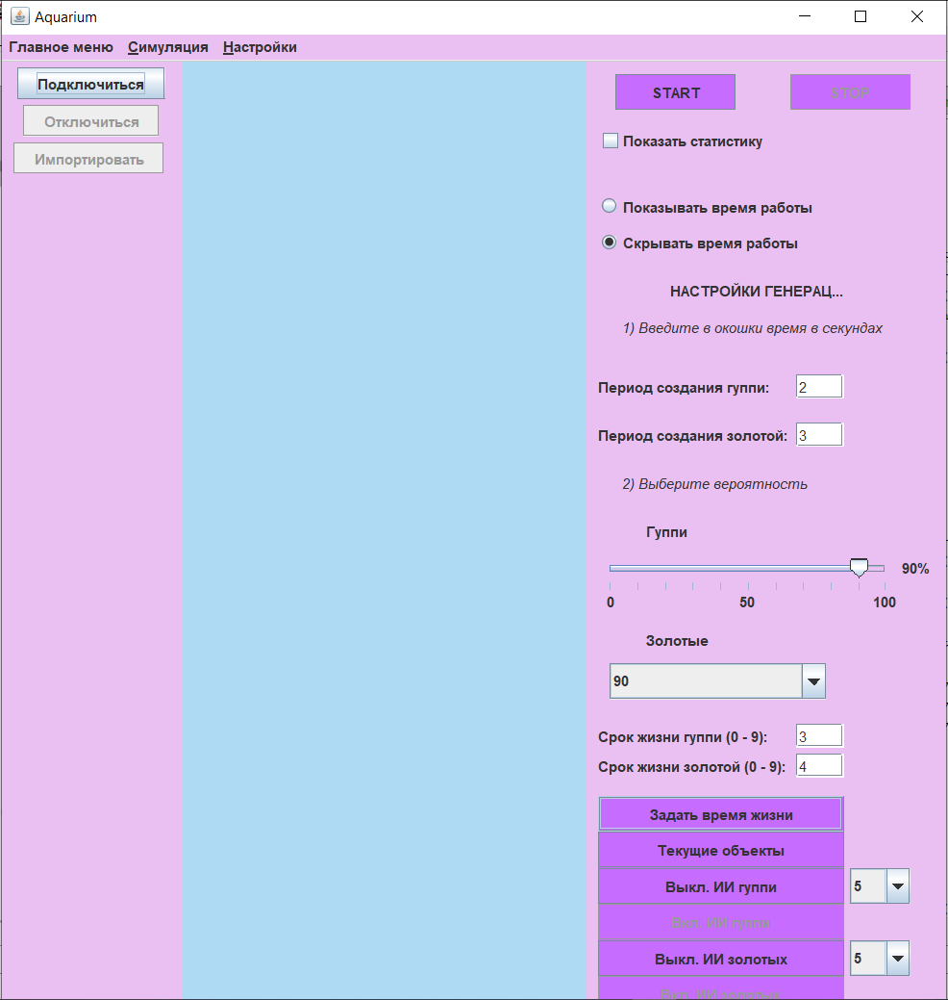 Aquarium
Главное меню Симуляция Настройки
Подключиться
Отключиться
Импортировать
START STOP
Показать статистику
Показывать время работы
Скрывать время работы
НАСТРОЙКИ ГЕНЕРАЦ...
1) Введите в окошки время в секундах
Период создания гуппи: 2
Период создания золотой: 3
2) Выберите вероятность
Гуппи
90%
0 50 100
Золотые
90
Срок жизни гуппи (0 - 9): 3
Срок жизни золотой (0 - 9): 4
Задать время жизни
Текущие объекты
Выкл. ИИ гуппи 5
Вкл. ИИ гуппи
Выкл. ИИ золотых 5
Вкл. ИИ